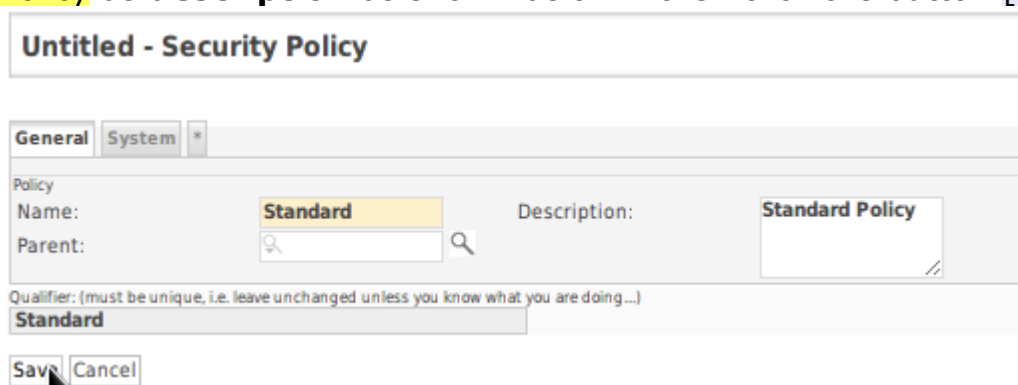 Untitled - Security Policy
General System *
Policy
Name: Standard Description: Standard Policy
Parent:
Qualifier: (must be unique, i.e. leave unchanged unless you know what you are doing...)
Standard
Save Cancel